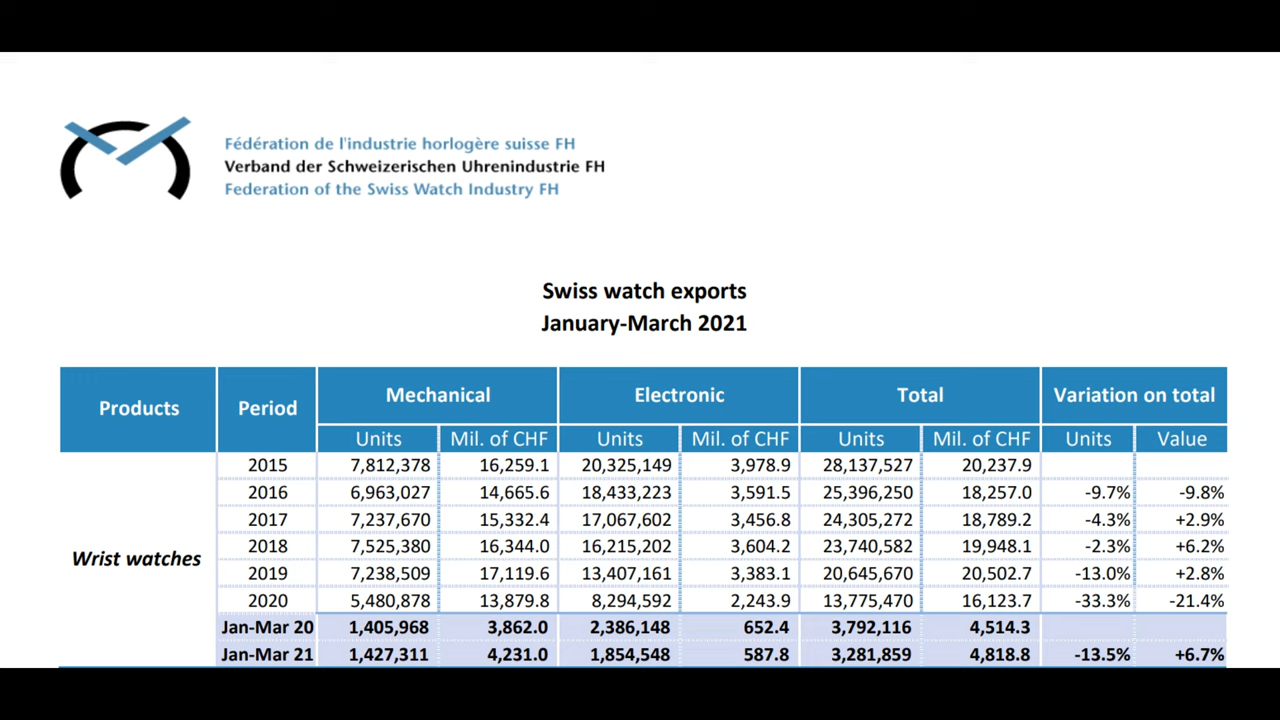 Fédération de l'industrie horlogère suisse FH
Verband der Schweizerischen Uhrenindustrie FH
Federation of the Swiss Watch Industry FH
Swiss watch exports
January-March 2021
Products Period Mechanical Electronic Total Variation on total
Units Mil. of CHF Units Mil. of CHF Units Mil. of CHF Units Value
2015 7,812,378 16,259.1 20,325,149 3,978.9 28,137,527 20,237.9
2016 6,963,027 14,665.6 18,433,223 3,591.5 25,396,250 18,257.0 -9.7% -9.8%
2017 7,237,670 15,332.4 17,067,602 3,456.8 24,305,272 18,789.2 -4.3% +2.9%
2018 7,525,380 16,344.0 16,215,202 3,604.2 23,740,582 19,948.1 -2.3% +6.2%
Wrist watches
2019 7,238,509 17,119.6 13,407,161 3,383.1 20,645,670 20,502.7 -13.0% +2.8%
2020 5,480,878 13,879.8 8,294,592 2,243.9 13,775,470 16,123.7 -33.3% -21.4%
Jan-Mar 20 1,405,968 3,862.0 2,386,148 652.4 3,792,116 4,514.3
Jan-Mar 21 1,427,311 4,231.0 1,854,548 587.8 3,281,859 4,818.8 -13.5% +6.7%